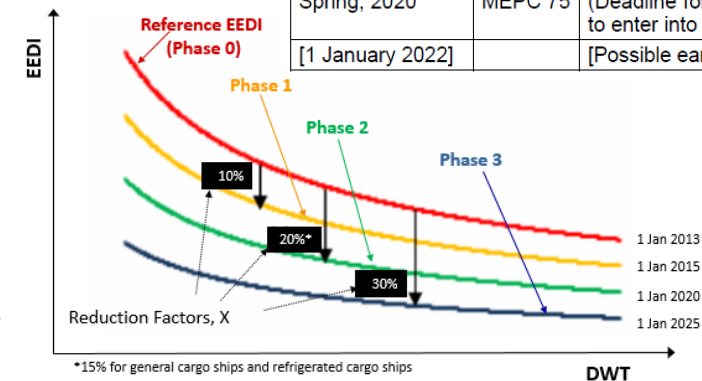 Spring, 2020 MEPC 75 (Deadline for
to enter into
[1 January 2022] [Possible ear
Reference EEDI
(Phase 0)
EEDI
Phase 1
Phase 2
Phase 3
10%
20%*
30%
1 Jan 2013
1 Jan 2015
1 Jan 2020
1 Jan 2025
Reduction Factors, X
*15% for general cargo ships and refrigerated cargo ships
DWT